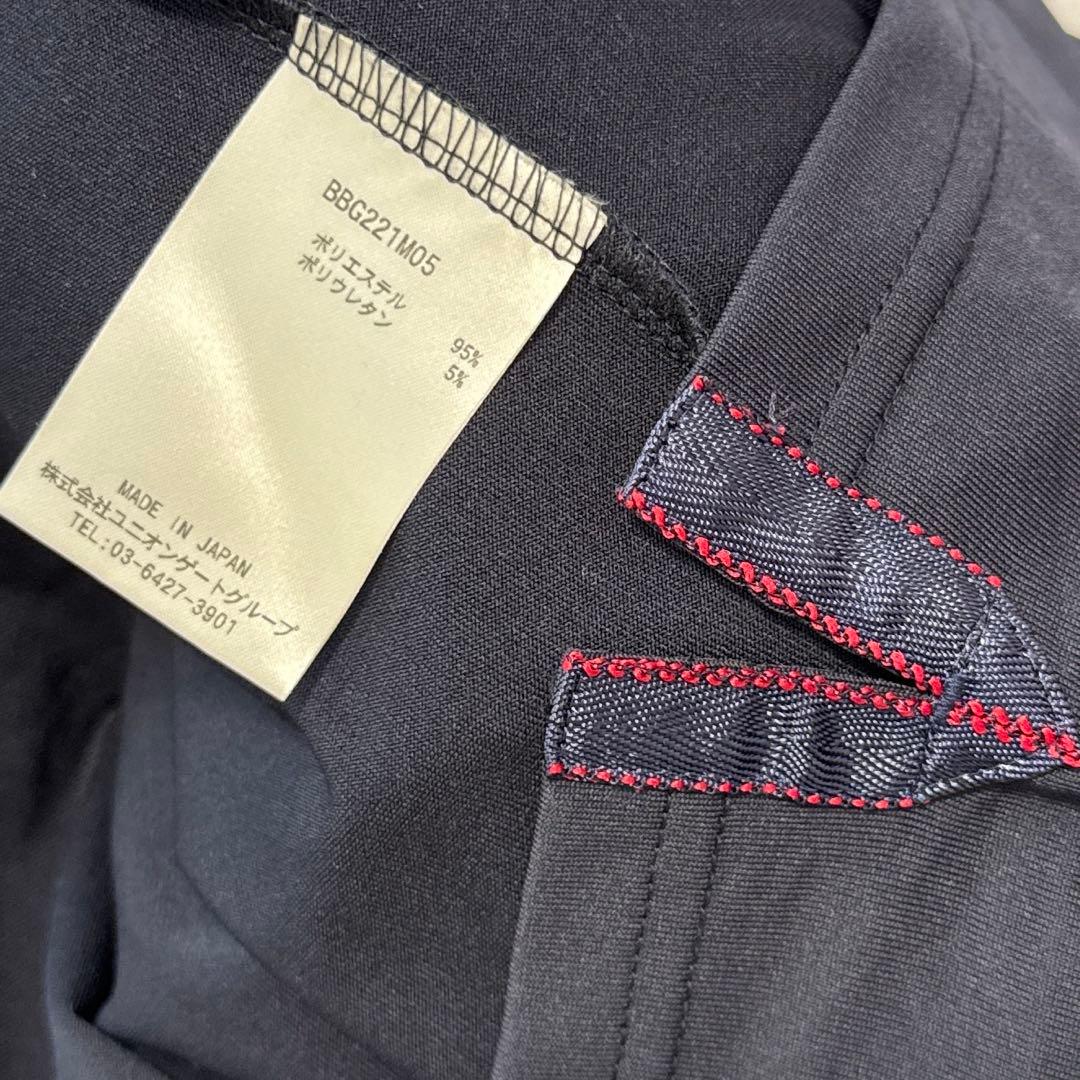 BBG221M05
ポリエステル 95%
ポリウレタン 5%
MADE IN JAPAN
株式会社ユニオンゲートグループ
TEL:03-6427-3901